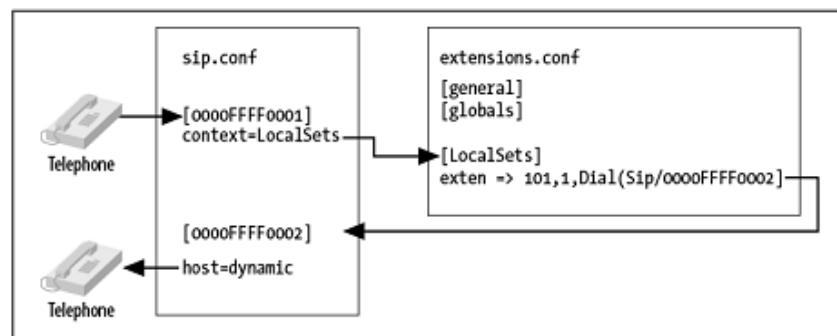 sip.conf
[0000FFFF0001]
context=LocalSets
Telephone
[0000FFFF0002]
host=dynamic
Telephone
extensions.conf
[general]
[globals]
[LocalSets]
exten => 101,1,Dial(Sip/0000FFFF0002]